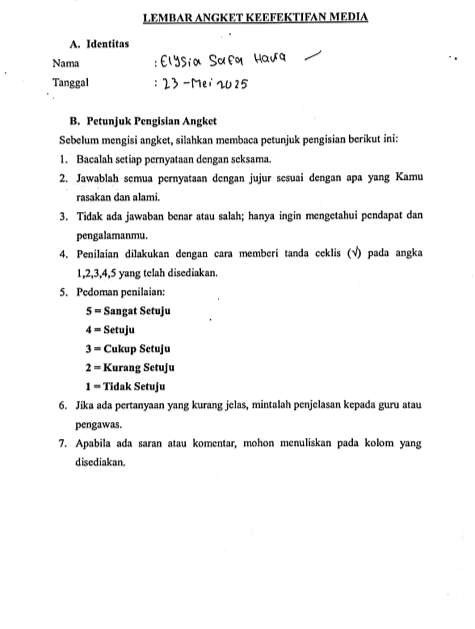 LEMBAR ANGKET KEEFEKTIFAN MEDIA
A. Identitas
Nama : Elysia Safa Hava
Tanggal : 23 - Mei 2025
B. Petunjuk Pengisian Angket
Sebelum mengisi angket, silahkan membaca petunjuk pengisian berikut ini:
1. Bacalah setiap pernyataan dengan seksama.
2. Jawablah semua pernyataan dengan jujur sesuai dengan apa yang Kamu
rasakan dan alami.
3. Tidak ada jawaban benar atau salah; hanya ingin mengetahui pendapat dan
pengalamanmu.
4. Penilaian dilakukan dengan cara memberi tanda ceklis (√) pada angka
1,2,3,4,5 yang telah disediakan.
5. Pedoman penilaian:
5 = Sangat Setuju
4 = Setuju
3 = Cukup Setuju
2 = Kurang Setuju
1 = Tidak Setuju
6. Jika ada pertanyaan yang kurang jelas, mintalah penjelasan kepada guru atau
pengawas.
7. Apabila ada saran atau komentar, mohon menuliskan pada kolom yang
disediakan.